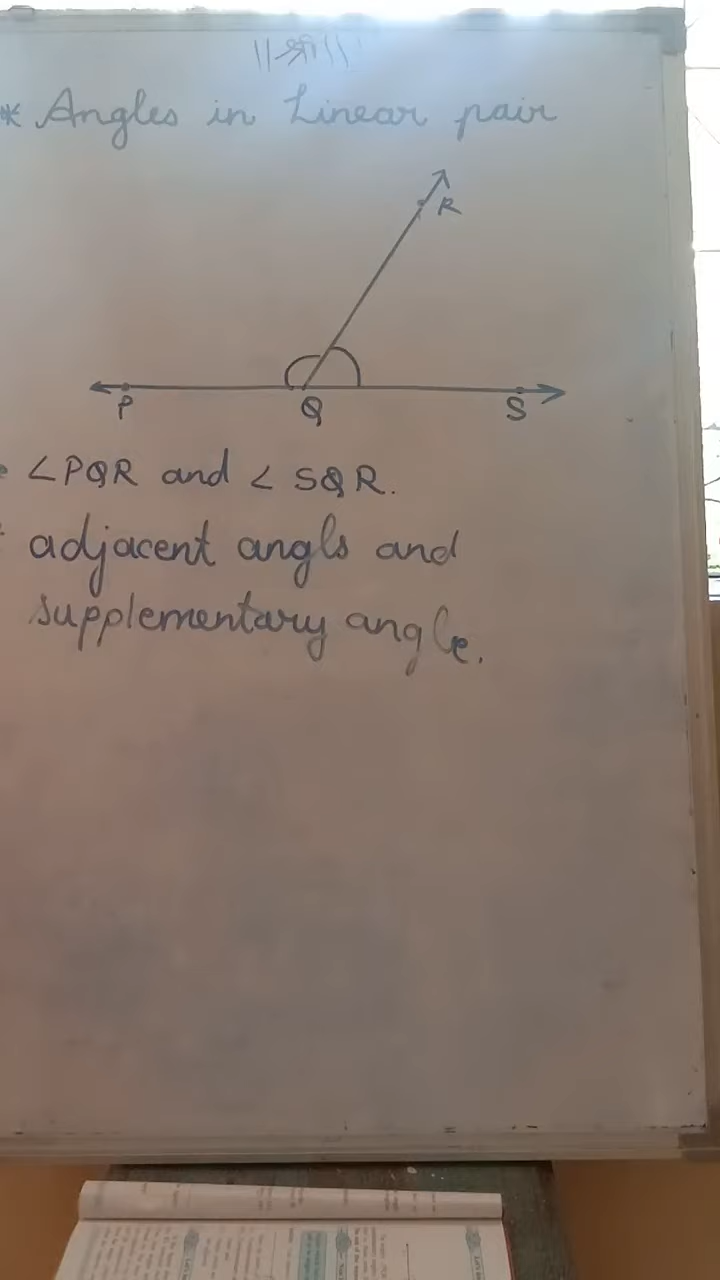 ॥श्री॥
* Angles in Linear pair
R
P
Q
S
∠PQR and ∠SQR.
adjacent angls and
supplementary angle.